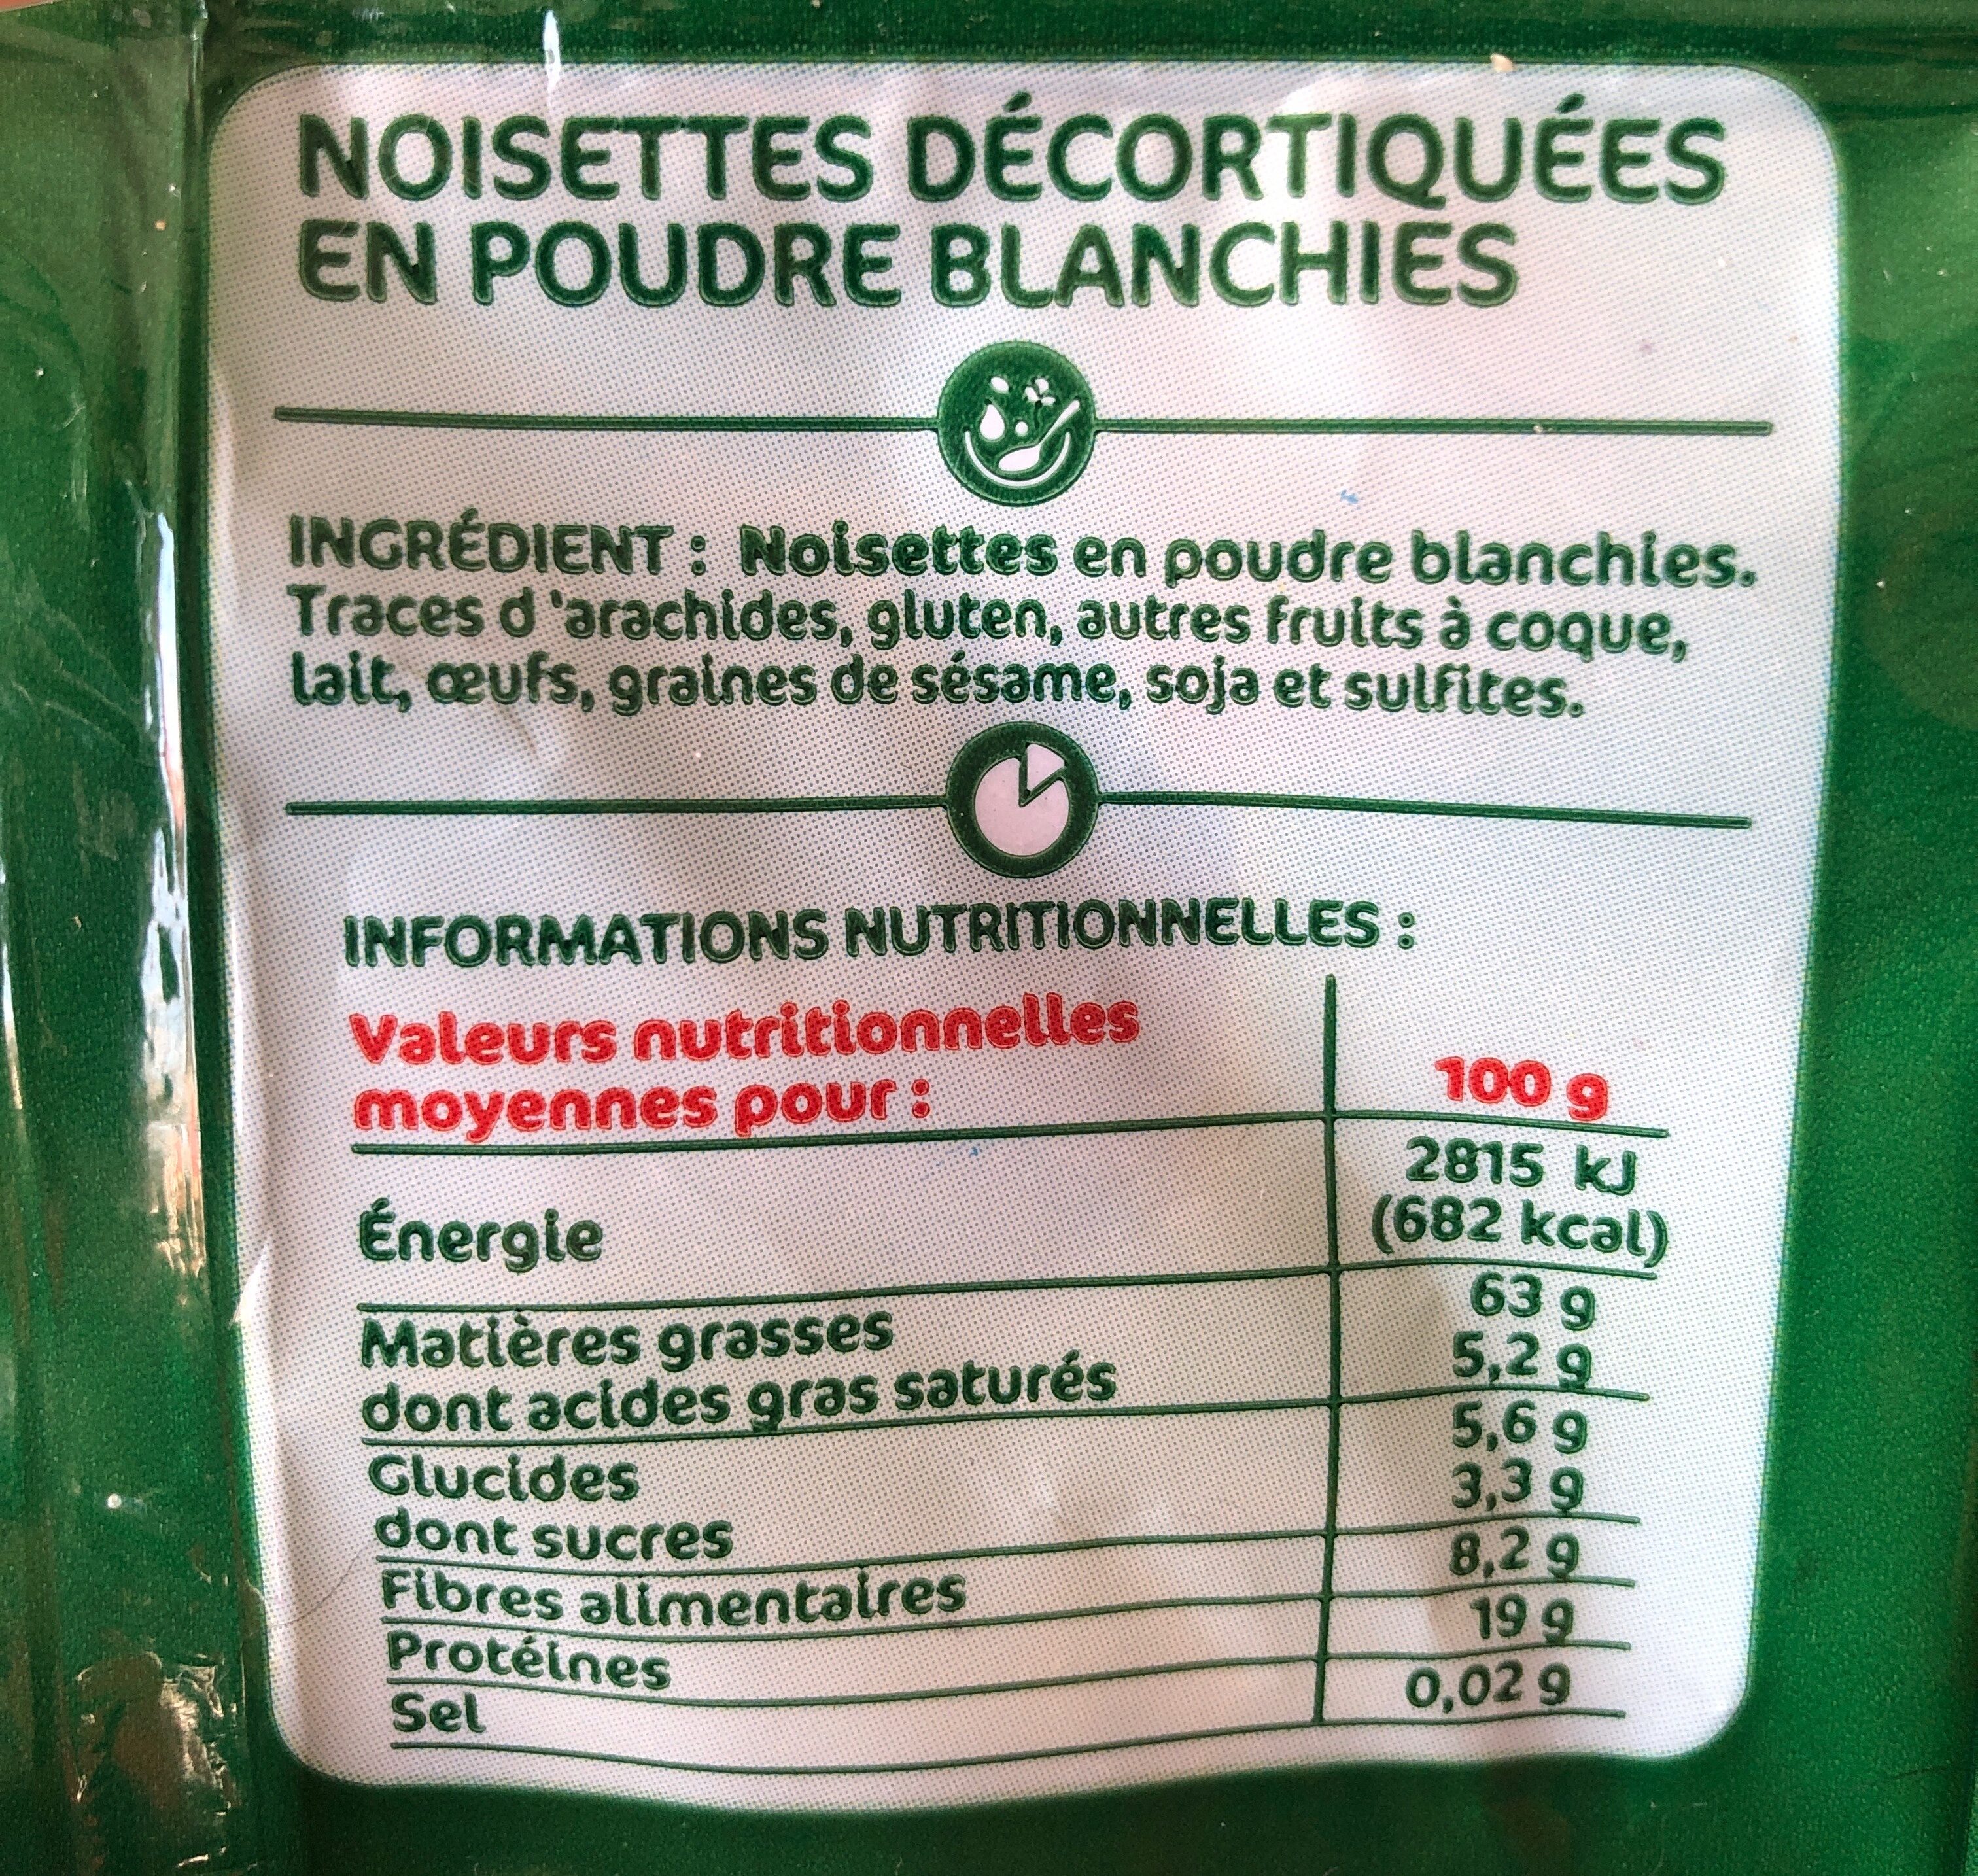 NOISETTES DÉCORTIQUÉES
EN POUDRE BLANCHIES
INGRÉDIENT : Noisettes en poudre blanchies.
Traces d 'arachides, gluten, autres fruits à coque,
lait, œufs, graines de sésame, soja et sulfites.
INFORMATIONS NUTRITIONNELLES :
Valeurs nutritionnelles
moyennes pour : 100 g
Énergie 2815 kJ
(682 kcal)
Matières grasses 63 g
dont acides gras saturés 5,2 g
Glucides 5,6 g
dont sucres 3,3 g
Fibres alimentaires 8,2 g
Protéines 19 g
Sel 0,02 g